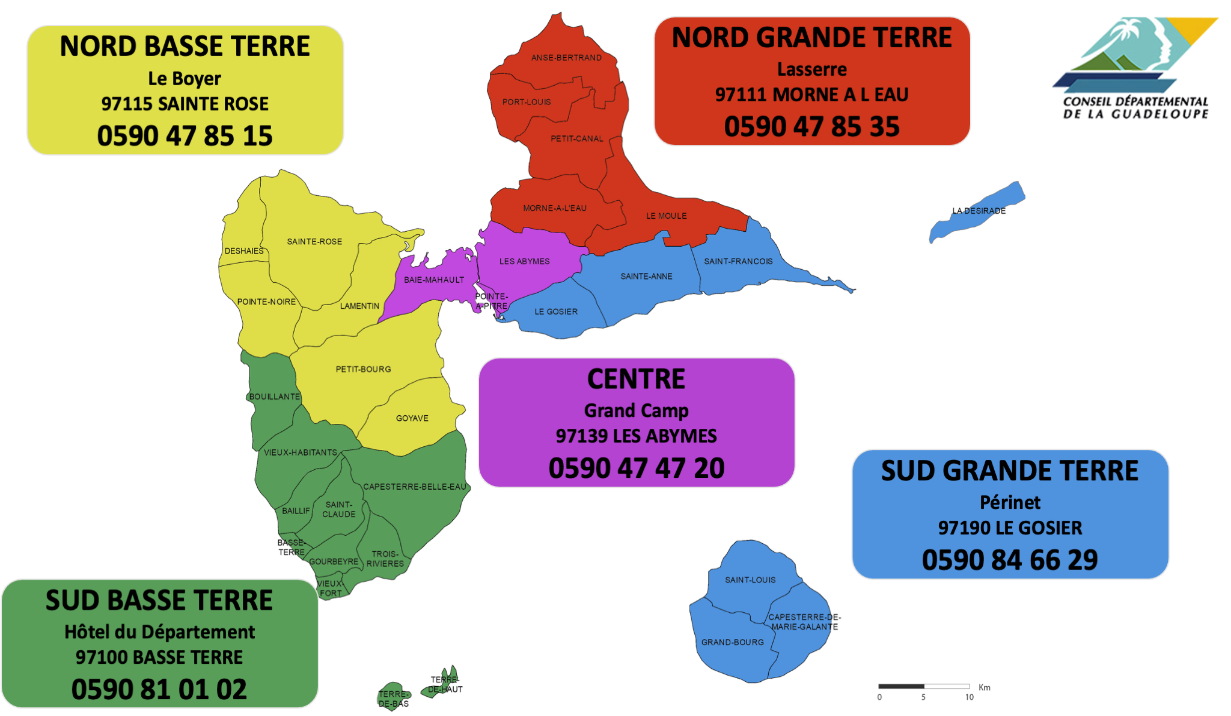 NORD BASSE TERRE
Le Boyer
97115 SAINTE ROSE
0590 47 85 15
NORD GRANDE TERRE
Lasserre
97111 MORNE A L EAU
0590 47 85 35
CONSEIL DÉPARTEMENTAL
DE LA GUADELOUPE
ANSE-BERTRAND
PORT-LOUIS
PETIT-CANAL
MORNE-A-L'EAU
LE MOULE
LA DESIRADE
DESHAIES
SAINTE-ROSE
LES ABYMES
SAINT-FRANCOIS
SAINTE-ANNE
BAIE-MAHAULT
POINTE-NOIRE
LAMENTIN
POINTE-
A-PITRE
LE GOSIER
PETIT-BOURG
BOUILLANTE
GOYAVE
CENTRE
Grand Camp
97139 LES ABYMES
0590 47 47 20
VIEUX-HABITANTS
CAPESTERRE-BELLE-EAU
BAILLIF
SAINT-
CLAUDE
BASSE-
TERRE
GOURBEYRE
TROIS-
RIVIERES
VIEUX-
FORT
SUD GRANDE TERRE
Périnet
97190 LE GOSIER
0590 84 66 29
SUD BASSE TERRE
Hôtel du Département
97100 BASSE TERRE
0590 81 01 02
SAINT-LOUIS
CAPESTERRE-DE-
MARIE-GALANTE
GRAND-BOURG
TERRE-
DE-HAUT
TERRE-
DE-BAS
Km
0 5 10